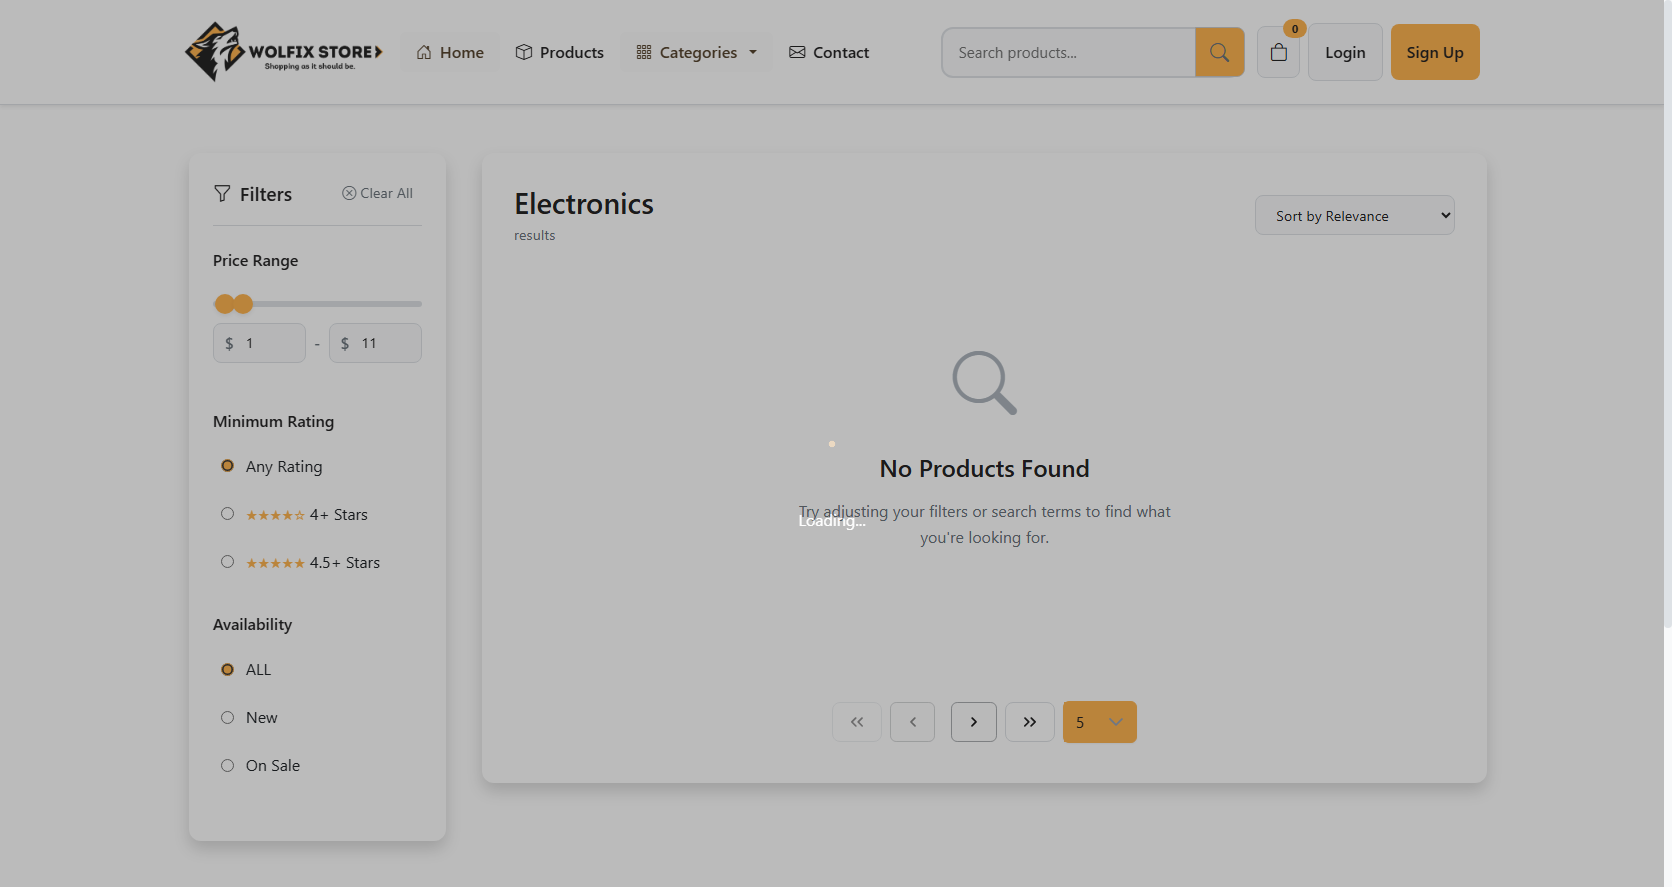 WOLFIX STORE
Shopping as it should be.
Home
Products
Categories
Contact
Search products...
0
Login
Sign Up
Filters
Clear All
Price Range
$ 1 - $ 11
Minimum Rating
Any Rating
★★★★☆ 4+ Stars
★★★★★ 4.5+ Stars
Availability
ALL
New
On Sale
Electronics
results
Sort by Relevance
No Products Found
Try adjusting your filters or search terms to find what
you're looking for.
Loading...
« ‹ › » 5